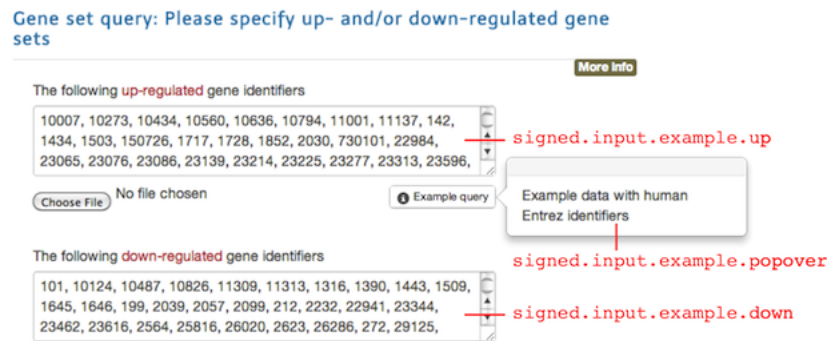 Gene set query: Please specify up- and/or down-regulated gene
sets
More Info
The following up-regulated gene identifiers
10007, 10273, 10434, 10560, 10636, 10794, 11001, 11137, 142,
1434, 1503, 150726, 1717, 1728, 1852, 2030, 730101, 22984,
23065, 23076, 23086, 23139, 23214, 23225, 23277, 23313, 23596,
signed.input.example.up
Choose File No file chosen
Example query
Example data with human
Entrez identifiers
The following down-regulated gene identifiers
signed.input.example.popover
101, 10124, 10487, 10826, 11309, 11313, 1316, 1390, 1443, 1509,
1645, 1646, 199, 2039, 2057, 2099, 212, 2232, 22941, 23344,
23462, 23616, 2564, 25816, 26020, 2623, 26286, 272, 29125,
signed.input.example.down